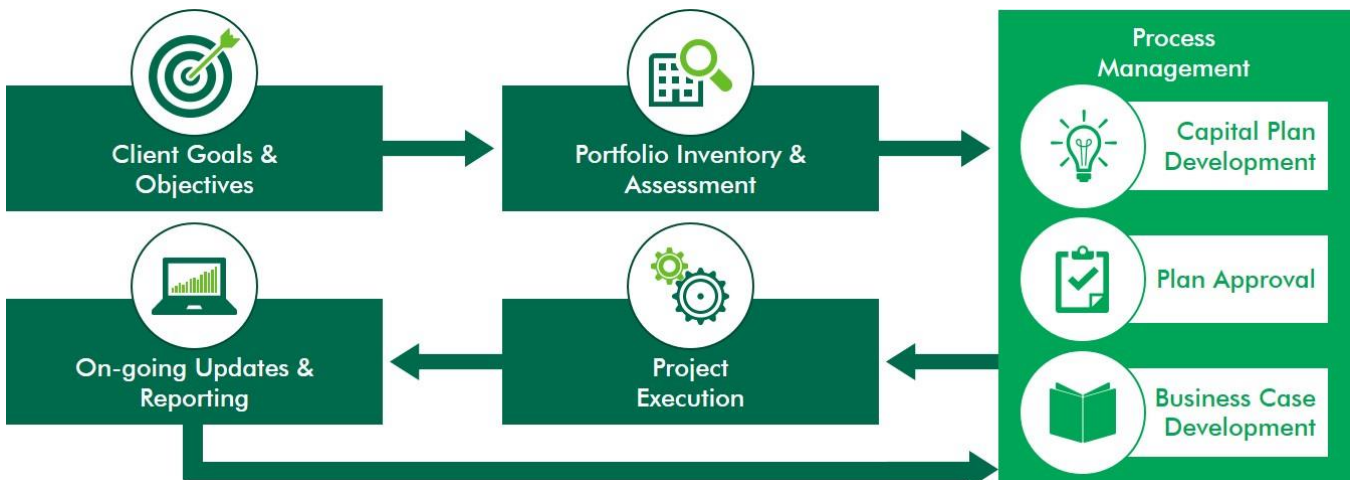 Client Goals &
Objectives
Portfolio Inventory &
Assessment
Process
Management
Capital Plan
Development
Plan Approval
Business Case
Development
Project
Execution
On-going Updates &
Reporting